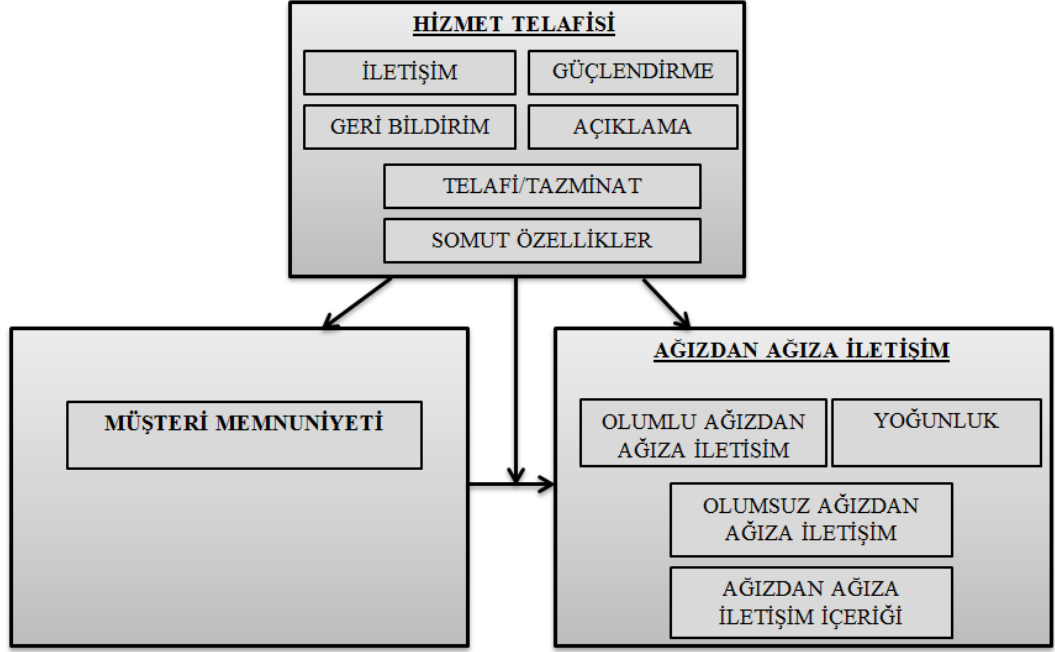 HİZMET TELAFİSİ
İLETİŞİM
GÜÇLENDİRME
GERİ BİLDİRİM
AÇIKLAMA
TELAFİ/TAZMİNAT
SOMUT ÖZELLİKLER
MÜŞTERİ MEMNUNİYETİ
AĞIZDAN AĞIZA İLETİŞİM
OLUMLU AĞIZDAN
AĞIZA İLETİSİM
YOĞUNLUK
OLUMSUZ AĞIZDAN
AĞIZA İLETİŞİM
AĞIZDAN AĞIZA
İLETİŞİM İÇERİĞİ